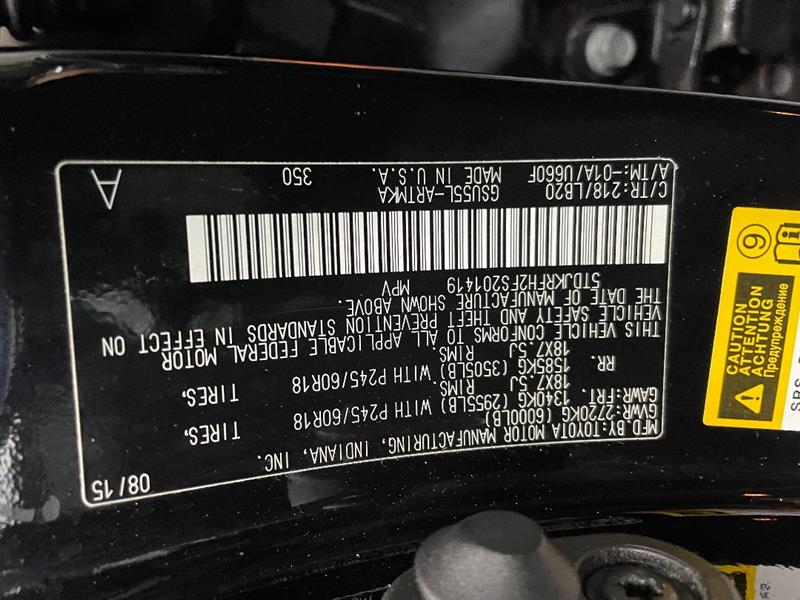 MFD.BY:TOYOTA MOTOR MANUFACTURING, INDIANA, INC. 08/15
GVWR:2720KG (6000LB)
GAWR:FRT. 1340KG (2955LB) WITH P245/60R18 TIRES,
18X7.5J RIMS
RR. 1585KG (3505LB) WITH P245/60R18 TIRES,
18X7.5J RIMS
THIS VEHICLE CONFORMS TO ALL APPLICABLE FEDERAL MOTOR
VEHICLE SAFETY AND THEFT PREVENTION STANDARDS IN EFFECT ON
THE DATE OF MANUFACTURE SHOWN ABOVE.
5TDJKRFH2FS201419 MPV
C/TR:218/LB20 GSU55L-ARTMKA
A/TM:-01A/U660F MADE IN U.S.A. 350 A
CAUTION
ATTENTION
ACHTUNG
Предупреждение
SRS